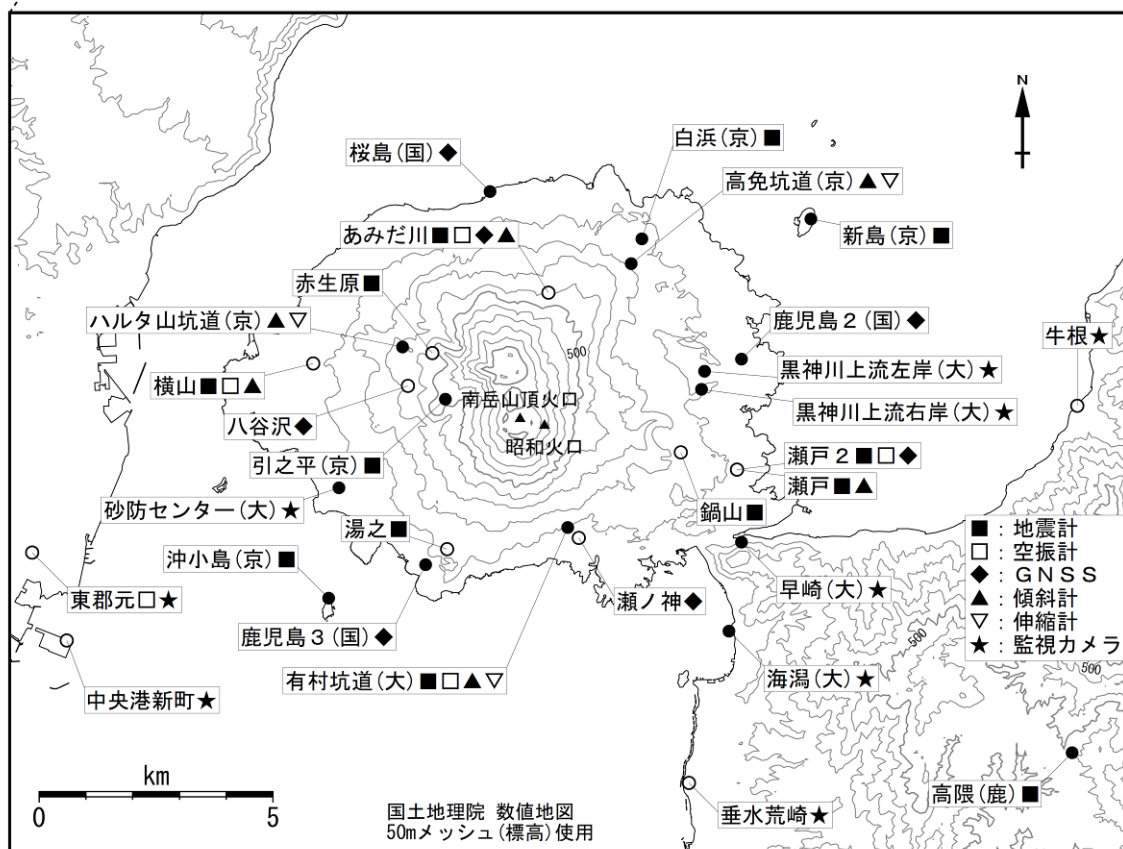 N
白浜(京)■
桜島(国)◆
高免坑道(京)▲▽
あみだ川■□◆▲
新島(京)■
赤生原■
ハルタ山坑道(京)▲▽
鹿児島2(国)◆
牛根★
500
横山■□▲
黒神川上流左岸(大)★
南岳山頂火口
黒神川上流右岸(大)★
八谷沢◆
昭和火口
引之平(京)■
瀬戸2■□◆
瀬戸■▲
砂防センター(大)★
鍋山■
湯之■
■：地震計
沖小島(京)■
□：空振計
◆：GNSS
早崎(大)★
▲：傾斜計
東郡元□★
瀬ノ神◆
▽：伸縮計
鹿児島3(国)◆
500
★：監視カメラ
500
有村坑道(大)■□▲▽
海潟(大)★
中央港新町★
km
0 5
高隈(鹿)■
国土地理院 数値地図
垂水荒崎★
50mメッシュ(標高)使用